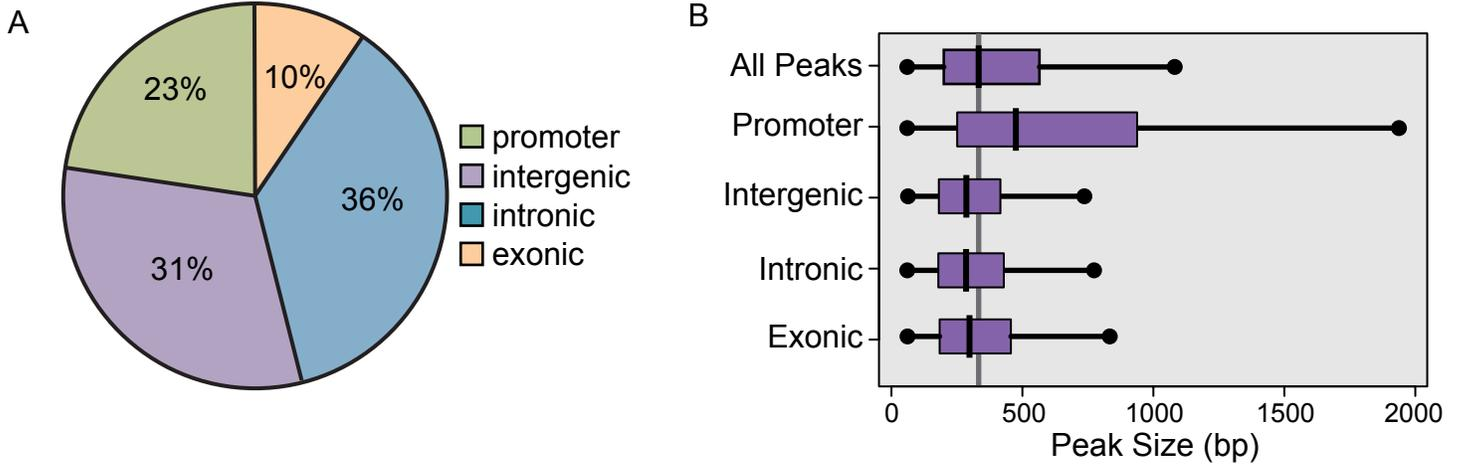 A
23%
10%
36%
31%
promoter
intergenic
intronic
exonic
B
All Peaks
Promoter
Intergenic
Intronic
Exonic
0 500 1000 1500 2000
Peak Size (bp)